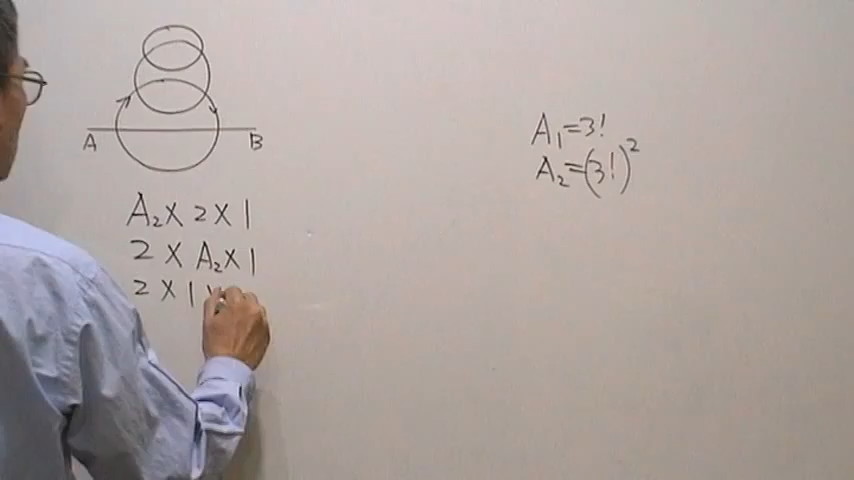 A B
A₂ × 2 × 1
2 × A₂ × 1
2 × 1
A₁ = 3!
A₂ = (3!)²